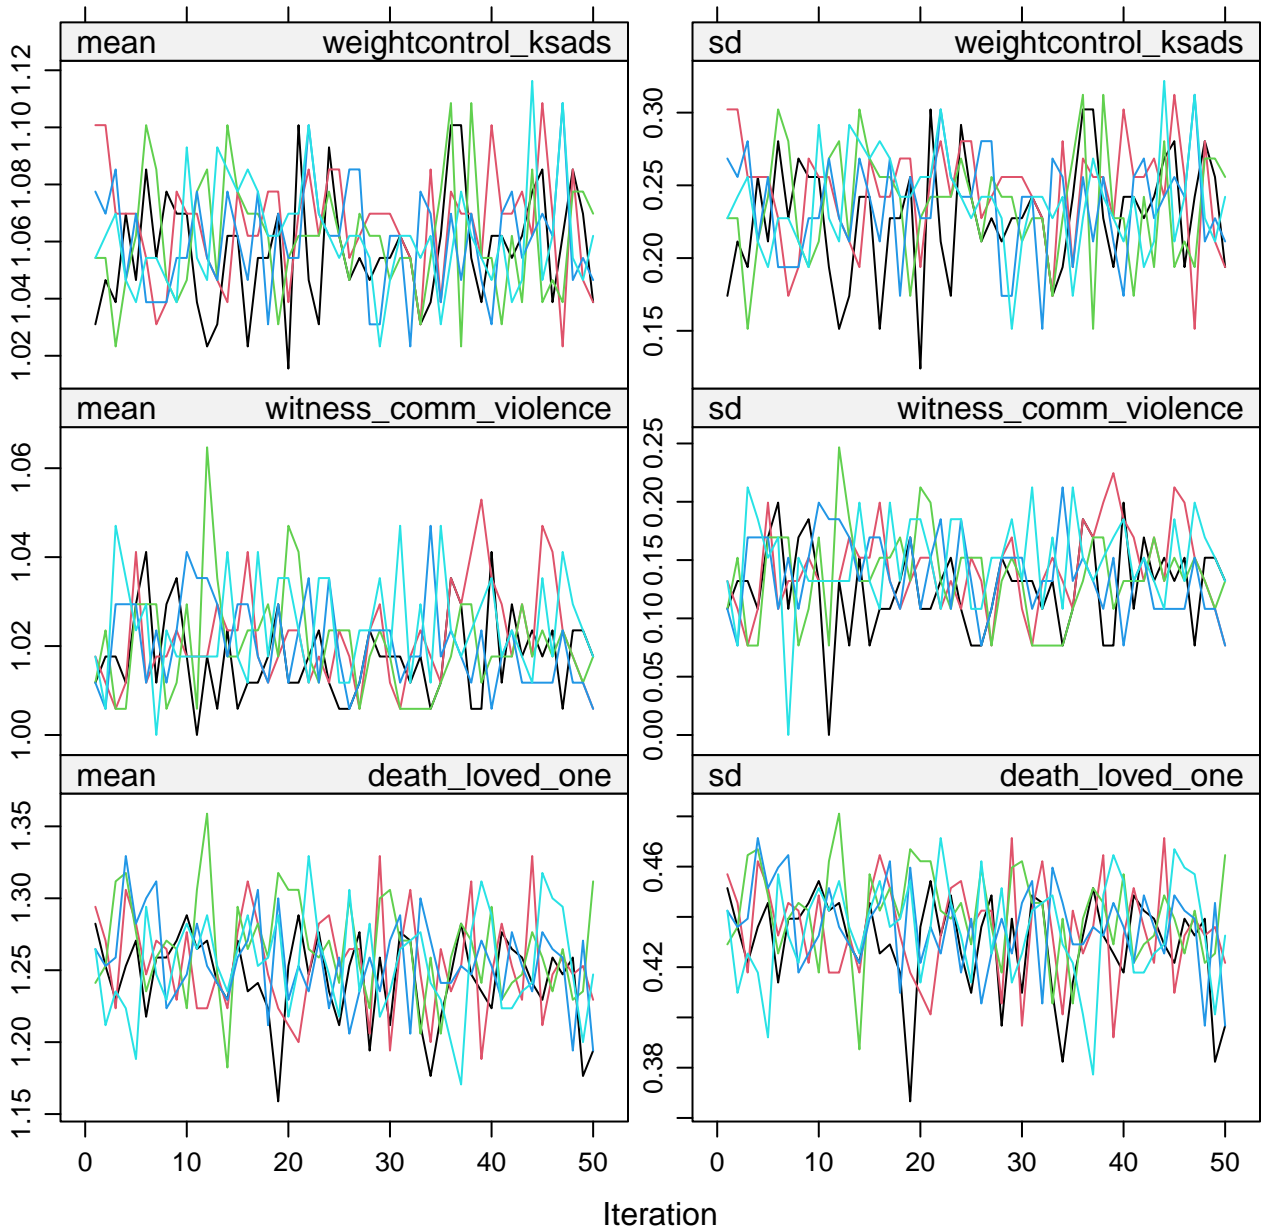 mean weightcontrol_ksads
sd weightcontrol_ksads
1.02 1.04 1.06 1.08 1.10 1.12
0.15 0.20 0.25 0.30
mean witness_comm_violence
sd witness_comm_violence
1.00 1.02 1.04 1.06
0.00 0.05 0.10 0.15 0.20 0.25
mean death_loved_one
sd death_loved_one
1.15 1.20 1.25 1.30 1.35
0.38 0.42 0.46
0 10 20 30 40 50
0 10 20 30 40 50
Iteration